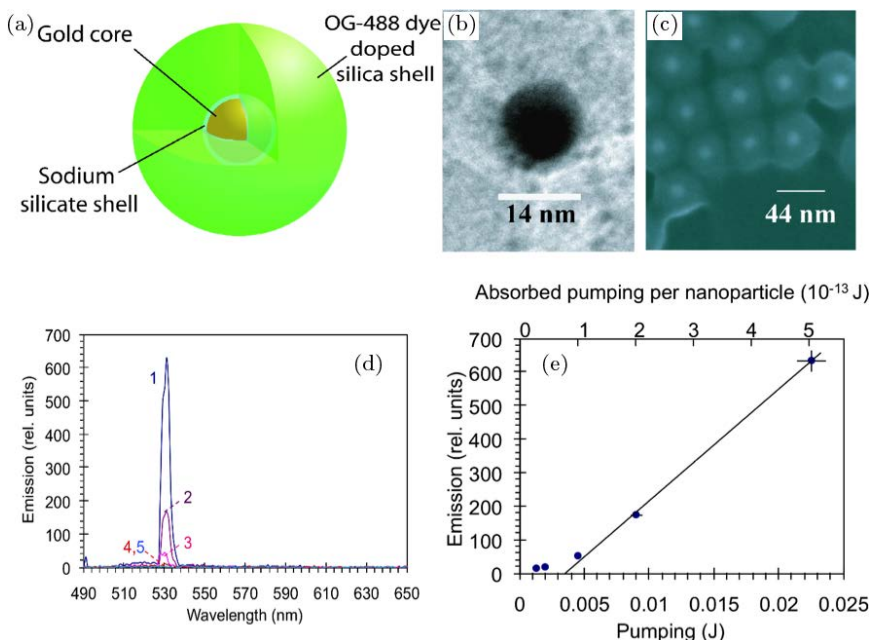 (a)
Gold core
OG-488 dye
doped
silica shell
Sodium
silicate shell
(b)
14 nm
(c)
44 nm
(d)
Emission (rel. units)
700
600
500
400
300
200
100
0
1
2
3
4,5
490 510 530 550 570 590 610 630 650
Wavelength (nm)
Absorbed pumping per nanoparticle (10⁻¹³ J)
0 1 2 3 4 5
(e)
Emission (rel. units)
700
600
500
400
300
200
100
0
0 0.005 0.01 0.015 0.02 0.025
Pumping (J)